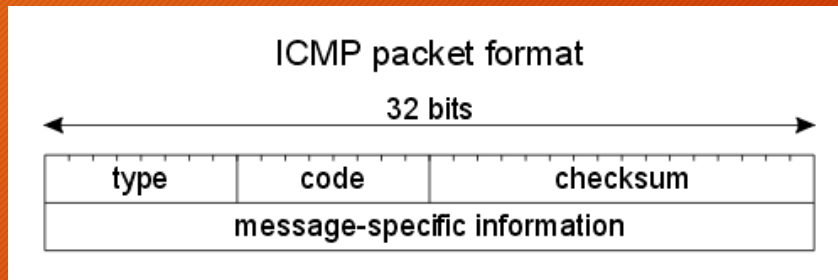 ICMP packet format
32 bits
type code checksum
message-specific information